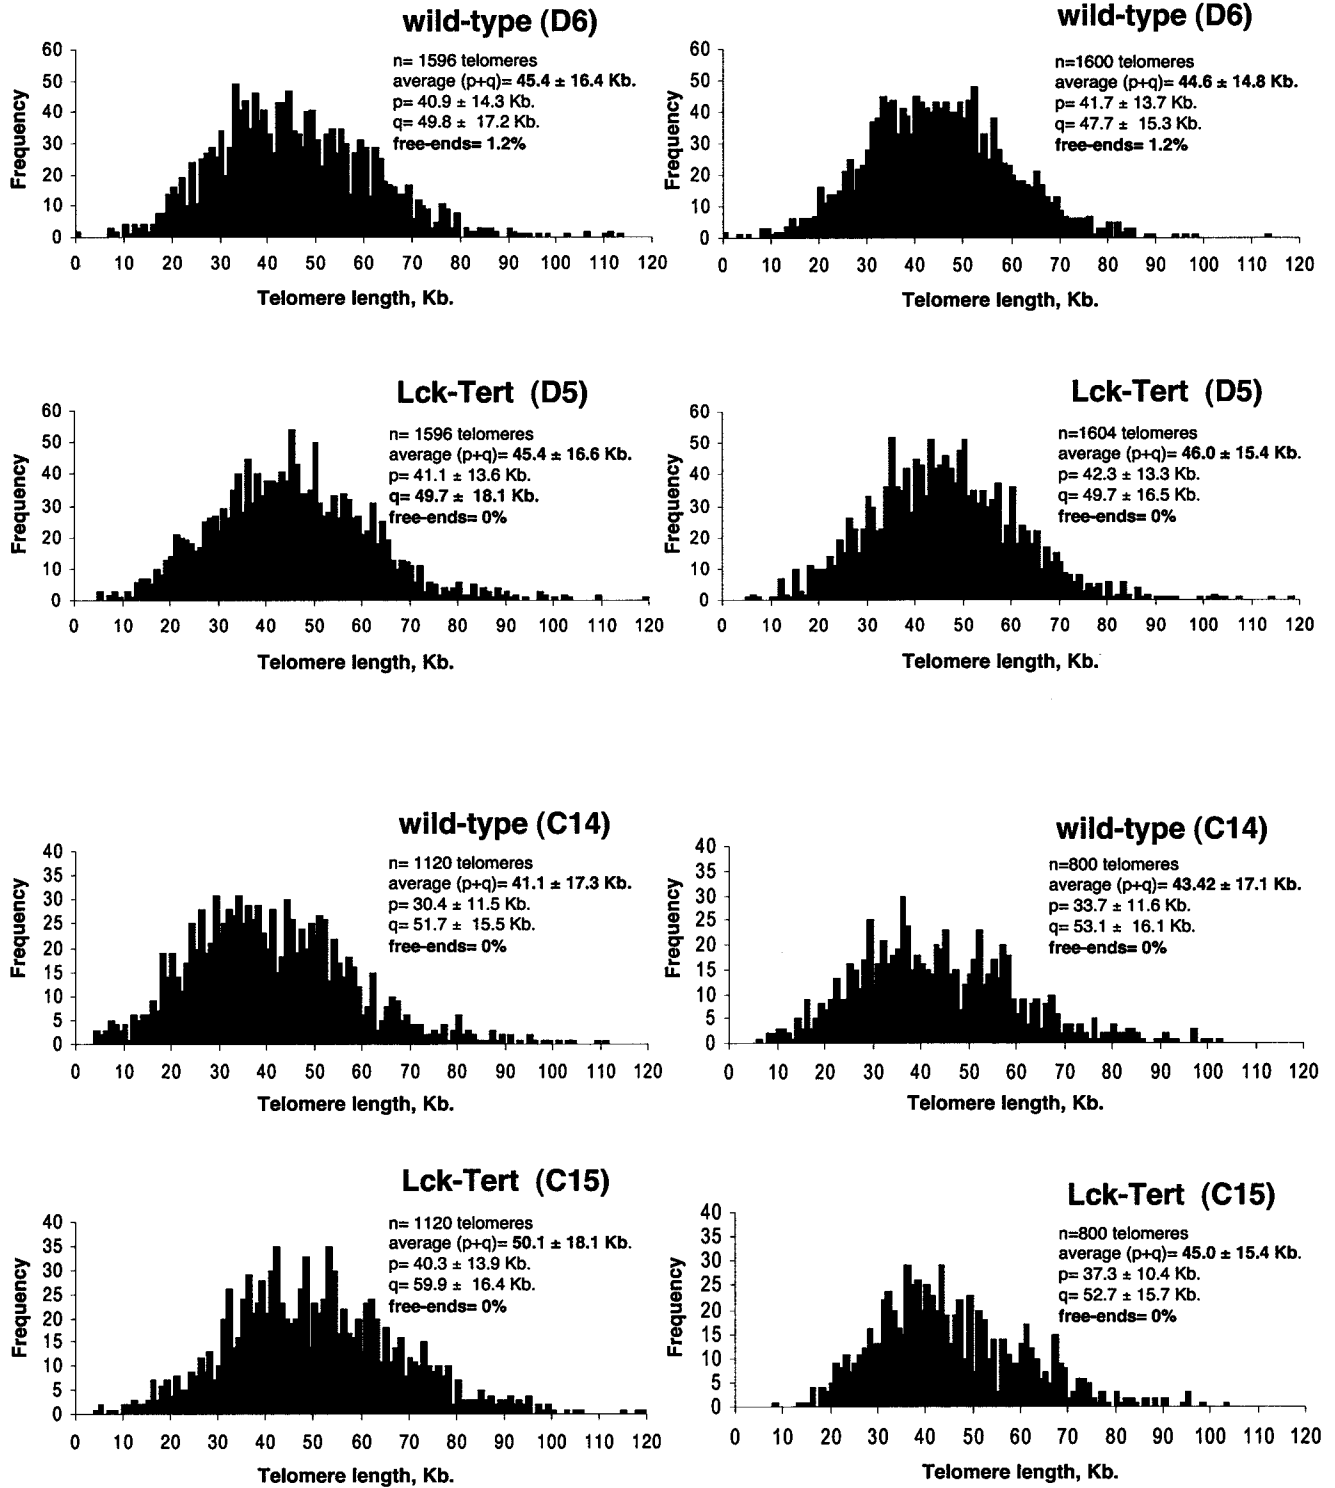 wild-type (D6)
n= 1596 telomeres
average (p+q)= 45.4 ± 16.4 Kb.
p= 40.9 ± 14.3 Kb.
q= 49.8 ± 17.2 Kb.
free-ends= 1.2%
Frequency
60
50
40
30
20
10
0
0 10 20 30 40 50 60 70 80 90 100 110 120
Telomere length, Kb.
wild-type (D6)
n=1600 telomeres
average (p+q)= 44.6 ± 14.8 Kb.
p= 41.7 ± 13.7 Kb.
q= 47.7 ± 15.3 Kb.
free-ends= 1.2%
Frequency
60
50
40
30
20
10
0
0 10 20 30 40 50 60 70 80 90 100 110 120
Telomere length, Kb.
Lck-Tert (D5)
n= 1596 telomeres
average (p+q)= 45.4 ± 16.6 Kb.
p= 41.1 ± 13.6 Kb.
q= 49.7 ± 18.1 Kb.
free-ends= 0%
Frequency
60
50
40
30
20
10
0
0 10 20 30 40 50 60 70 80 90 100 110 120
Telomere length, Kb.
Lck-Tert (D5)
n=1604 telomeres
average (p+q)= 46.0 ± 15.4 Kb.
p= 42.3 ± 13.3 Kb.
q= 49.7 ± 16.5 Kb.
free-ends= 0%
Frequency
60
50
40
30
20
10
0
0 10 20 30 40 50 60 70 80 90 100 110 120
Telomere length, Kb.
wild-type (C14)
n= 1120 telomeres
average (p+q)= 41.1 ± 17.3 Kb.
p= 30.4 ± 11.5 Kb.
q= 51.7 ± 15.5 Kb.
free-ends= 0%
Frequency
40
35
30
25
20
15
10
5
0
0 10 20 30 40 50 60 70 80 90 100 110 120
Telomere length, Kb.
wild-type (C14)
n=800 telomeres
average (p+q)= 43.42 ± 17.1 Kb.
p= 33.7 ± 11.6 Kb.
q= 53.1 ± 16.1 Kb.
free-ends= 0%
Frequency
40
35
30
25
20
15
10
5
0
0 10 20 30 40 50 60 70 80 90 100 110 120
Telomere length, Kb.
Lck-Tert (C15)
n= 1120 telomeres
average (p+q)= 50.1 ± 18.1 Kb.
p= 40.3 ± 13.9 Kb.
q= 59.9 ± 16.4 Kb.
free-ends= 0%
Frequency
40
35
30
25
20
15
10
5
0
0 10 20 30 40 50 60 70 80 90 100 110 120
Telomere length, Kb.
Lck-Tert (C15)
n=800 telomeres
average (p+q)= 45.0 ± 15.4 Kb.
p= 37.3 ± 10.4 Kb.
q= 52.7 ± 15.7 Kb.
free-ends= 0%
Frequency
40
35
30
25
20
15
10
5
0
0 10 20 30 40 50 60 70 80 90 100 110 120
Telomere length, Kb.